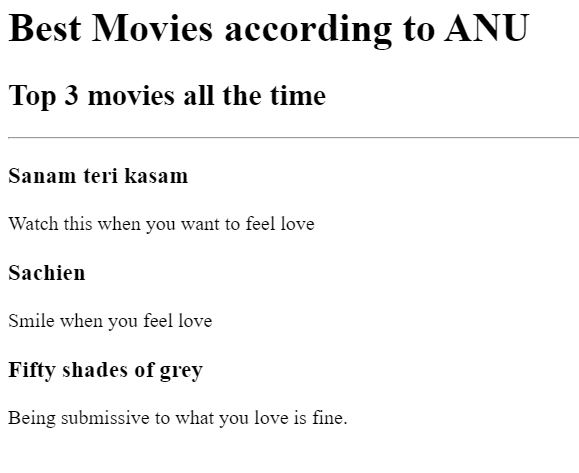 Best Movies according to ANU
Top 3 movies all the time
Sanam teri kasam
Watch this when you want to feel love
Sachien
Smile when you feel love
Fifty shades of grey
Being submissive to what you love is fine.